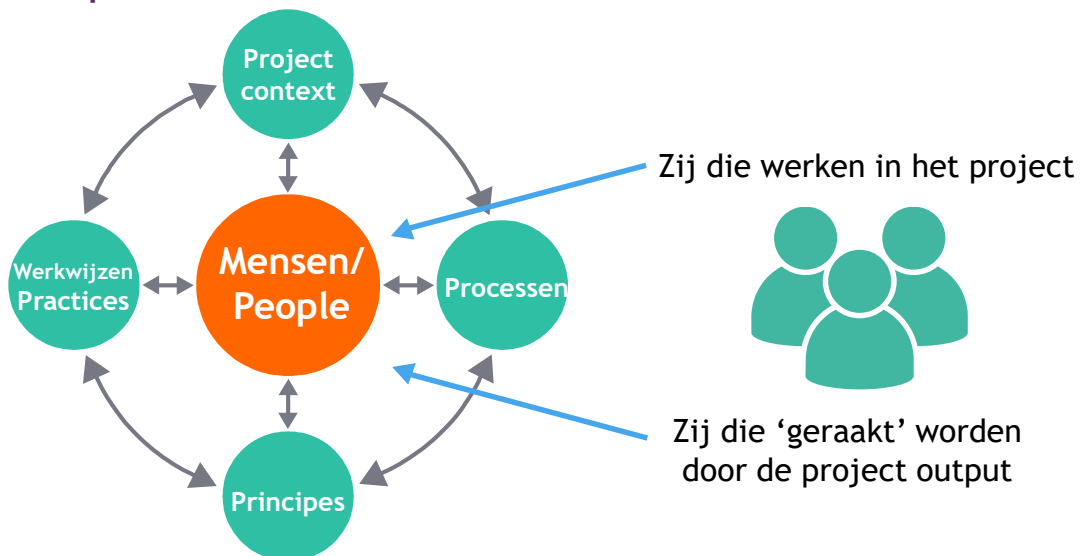 Project
context
Zij die werken in het project
Mensen/
People
Werkwijzen
Practices
Processen
Zij die ‘geraakt’ worden
door de project output
Principes